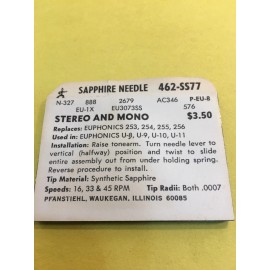 SAPPHIRE NEEDLE 462-SS77
N-327 888 2679 AC346 P-EU-8
EU-1X EU3073SS 576
STEREO AND MONO $3.50
Replaces: EUPHONICS 253, 254, 255, 256
Used in: EUPHONICS U-8, U-9, U-10, U-11
Installation: Raise tonearm. Turn needle lever to
vertical (halfway) position and twist to slide
entire assembly out from under holding spring.
Reverse procedure to install.
Tip Material: Synthetic Sapphire
Speeds: 16, 33 & 45 RPM Tip Radii: Both .0007
PFANSTIEHL, WAUKEGAN, ILLINOIS 60085